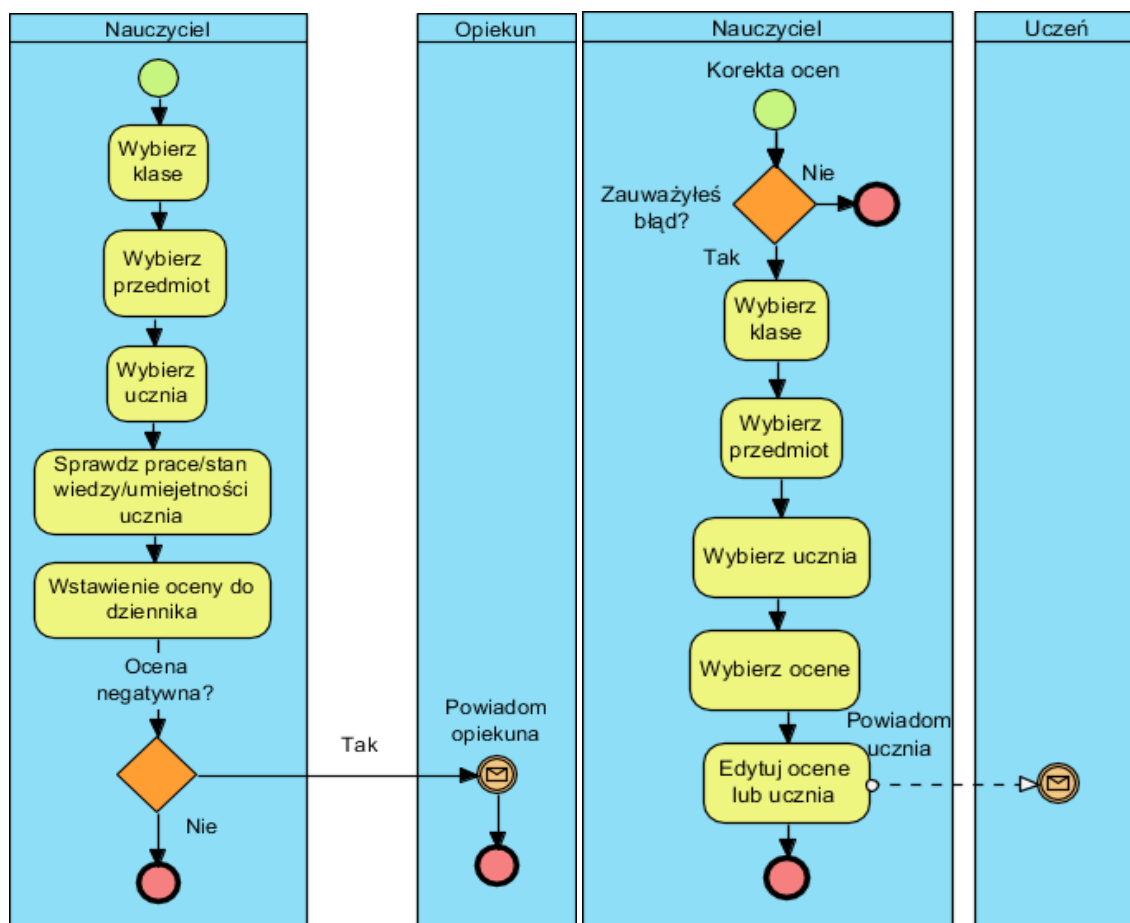 Nauczyciel
Wybierz
klase
Wybierz
przedmiot
Wybierz
ucznia
Sprawdz prace/stan
wiedzy/umiejetności
ucznia
Wstawienie oceny do
dziennika
Ocena
negatywna?
Tak
Nie
Opiekun
Powiadom
opiekuna
Nauczyciel
Korekta ocen
Zauważyłeś
błąd?
Nie
Tak
Wybierz
klase
Wybierz
przedmiot
Wybierz ucznia
Wybierz ocene
Edytuj ocene
lub ucznia
Powiadom
ucznia
Uczeń